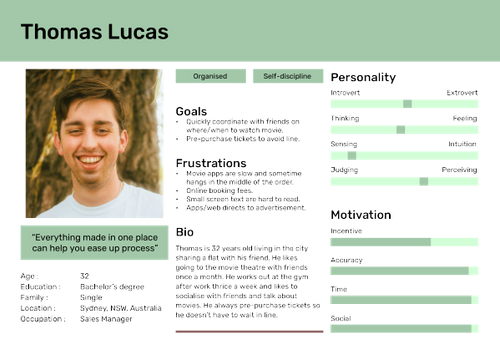 Thomas Lucas
Organised
Self-discipline
Goals
• Quickly coordinate with friends on
where/when to watch movie.
• Pre-purchase tickets to avoid line.
Frustrations
• Movie apps are slow and sometime
hangs in the middle of the order.
• Online booking fees.
• Small screen text are hard to read.
• Apps/web directs to advertisement.
"Everything made in one place
can help you ease up process"
Age : 32
Education : Bachelor's degree
Family : Single
Location : Sydney, NSW, Australia
Occupation : Sales Manager
Bio
Thomas is 32 years old living in the city
sharing a flat with his friend. He likes
going to the movie theatre with friends
once a month. He works out at the gym
after work thrice a week and likes to
socialise with friends and talk about
movies. He always pre-purchase tickets so
he doesn't have to wait in line.
Personality
Introvert Extrovert
Thinking Feeling
Sensing Intuition
Judging Perceiving
Motivation
Incentive
Accuracy
Time
Social